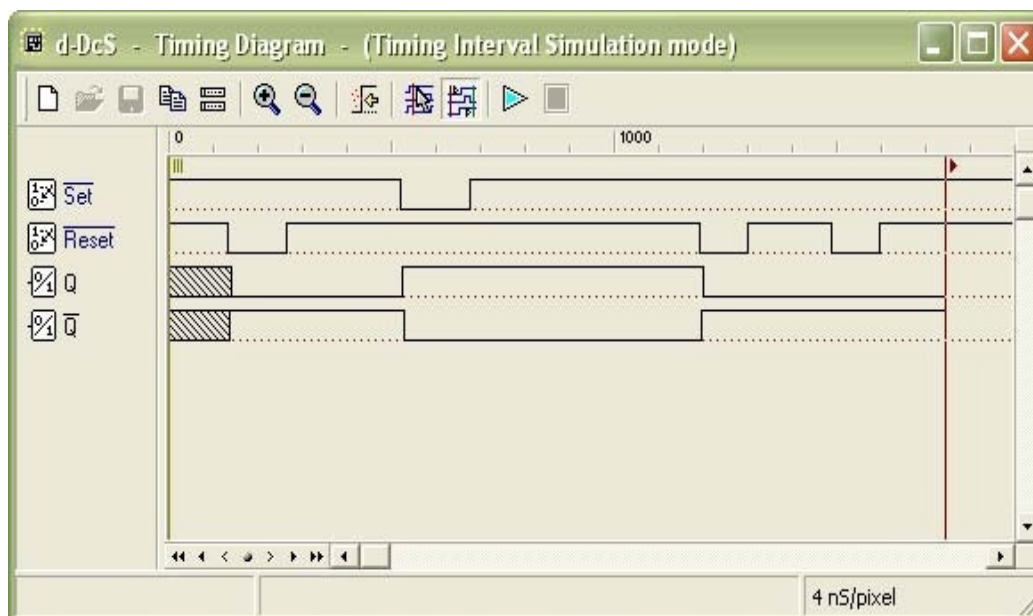 d-DcS - Timing Diagram - (Timing Interval Simulation mode)
0 1000
Set
Reset
Q
Q
4 nS/pixel